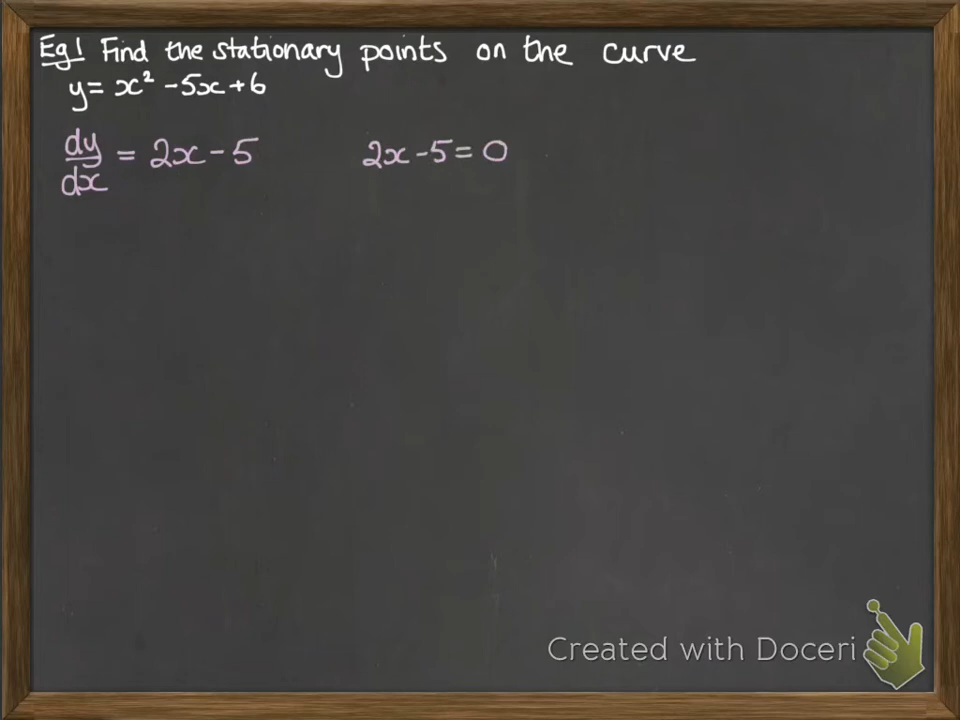 Eg1 Find the stationary points on the curve
y = x² - 5x + 6
dy/dx = 2x - 5 2x - 5 = 0
Created with Doceri